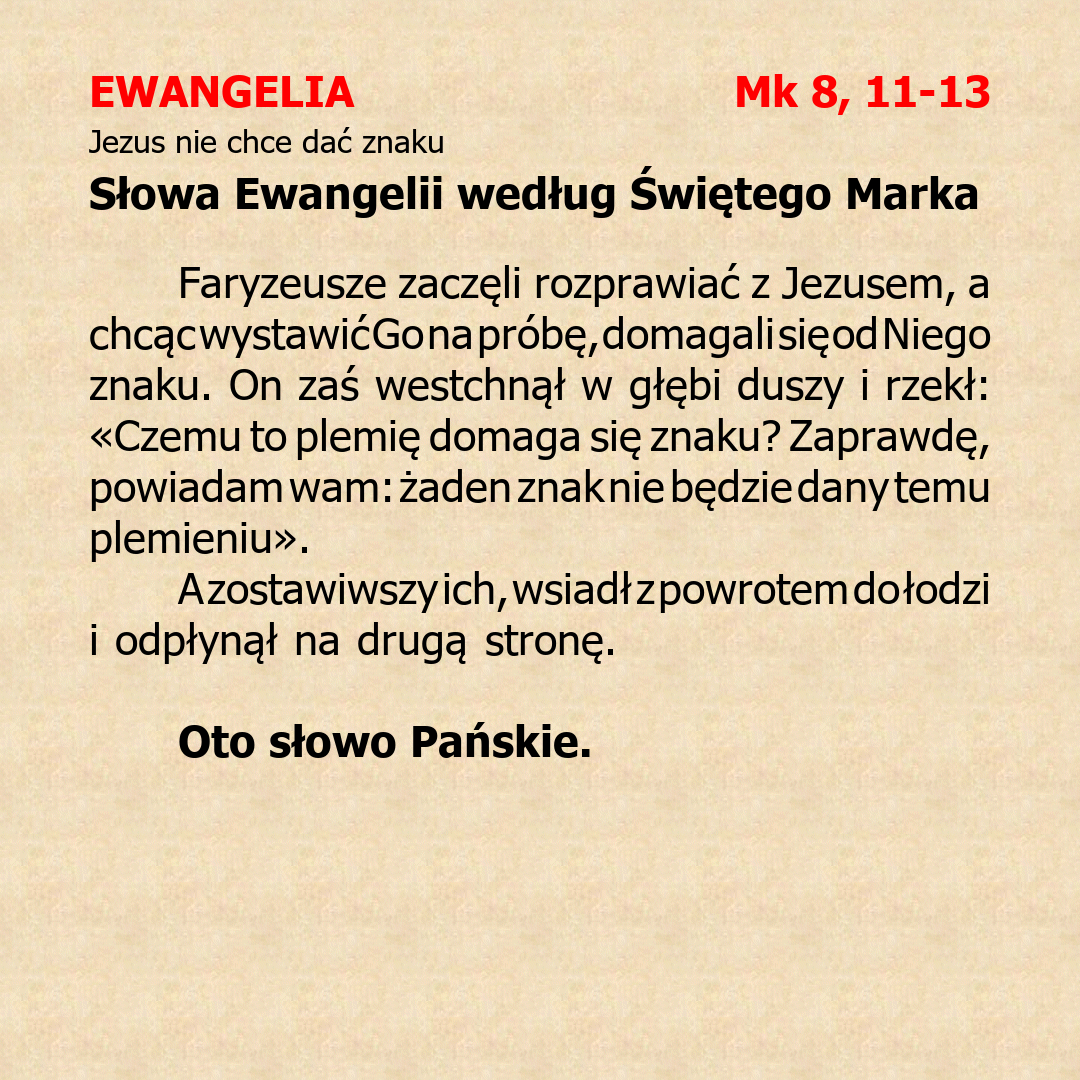 EWANGELIA Mk 8, 11-13
Jezus nie chce dać znaku
Słowa Ewangelii według Świętego Marka
Faryzeusze zaczęli rozprawiać z Jezusem, a
chcąc wystawić Go na próbę, domagali się od Niego
znaku. On zaś westchnął w głębi duszy i rzekł:
«Czemu to plemię domaga się znaku? Zaprawdę,
powiadam wam: żaden znak nie będzie dany temu
plemieniu».
A zostawiwszy ich, wsiadł z powrotem do łodzi
i odpłynął na drugą stronę.
Oto słowo Pańskie.